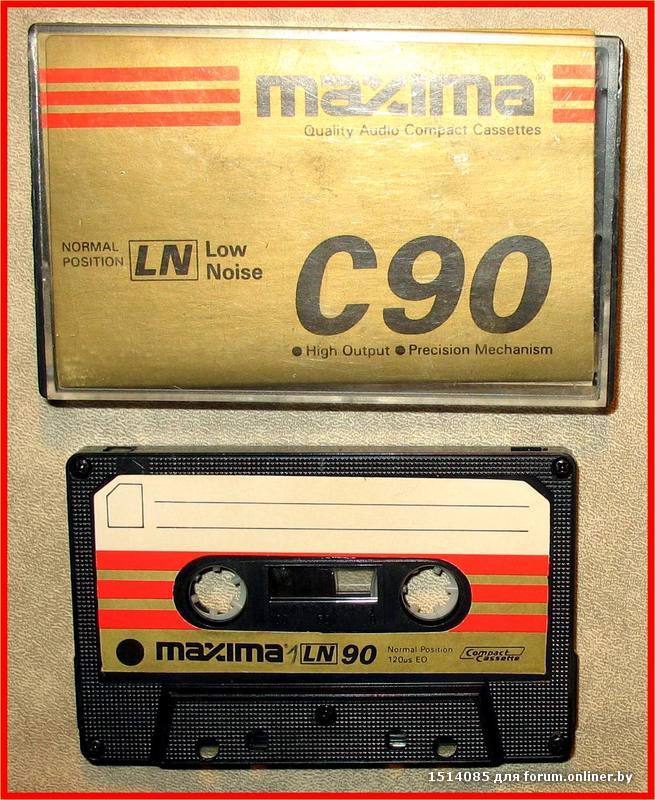 maxima®
Quality Audio Compact Cassettes
NORMAL POSITION
LN
Low Noise
C90
● High Output ● Precision Mechanism
maxima 1 LN 90
Normal Position
120us EQ
Compact Cassette
1514085 для forum.onliner.by